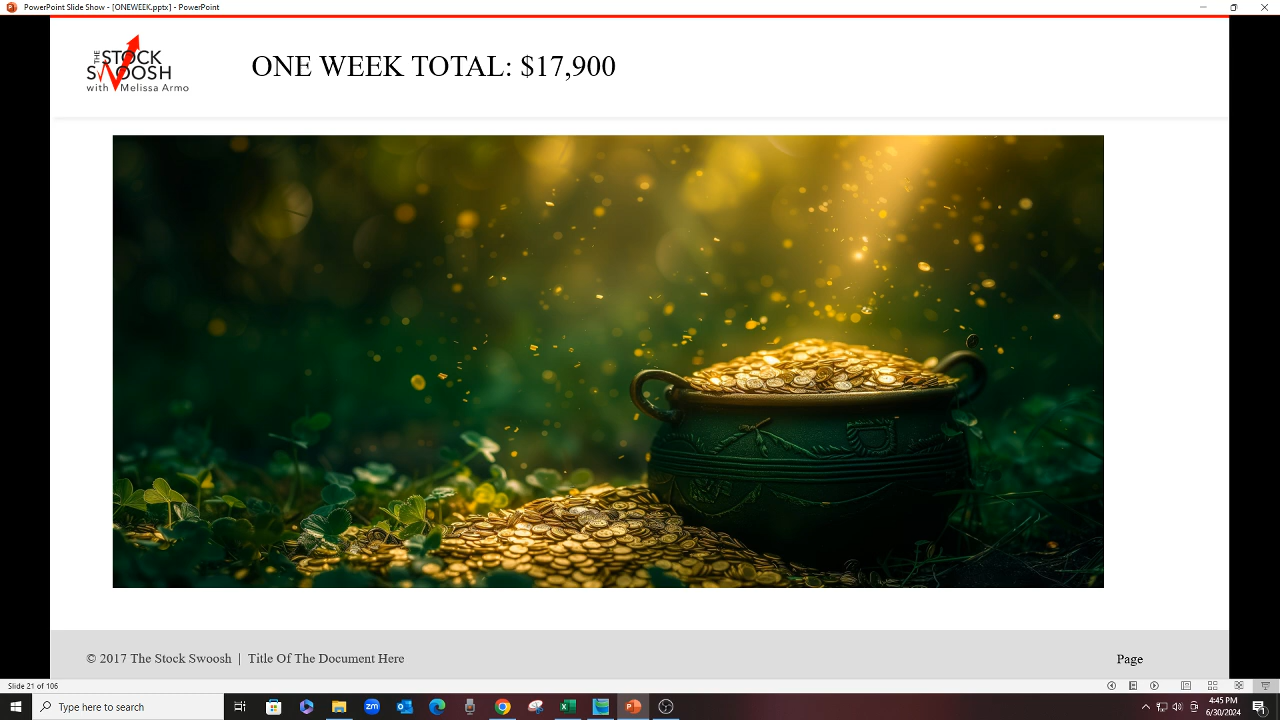 PowerPoint Slide Show - [ONEWEEK.pptx] - PowerPoint
THE STOCK
SWOOSH
with Melissa Armo
ONE WEEK TOTAL: $17,900
© 2017 The Stock Swoosh | Title Of The Document Here
Page
Slide 21 of 106
Type here to search
zm
4:45 PM
6/30/2024
1